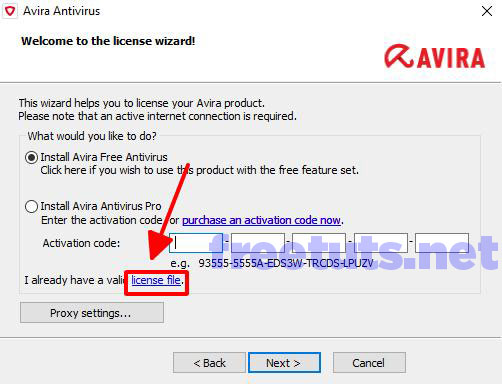 Avira Antivirus
Welcome to the license wizard!
AVIRA
This wizard helps you to license your Avira product.
Please note that an active internet connection is required.
What would you like to do?
Install Avira Free Antivirus
Click here if you wish to use this product with the free feature set.
Install Avira Antivirus Pro
Enter the activation code or purchase an activation code now.
Activation code: - - - -
freetuts.net
e.g. 93555-5555A-EDS3W-TRCDS-LPUZV
I already have a valid license file.
Proxy settings...
< Back Next > Cancel